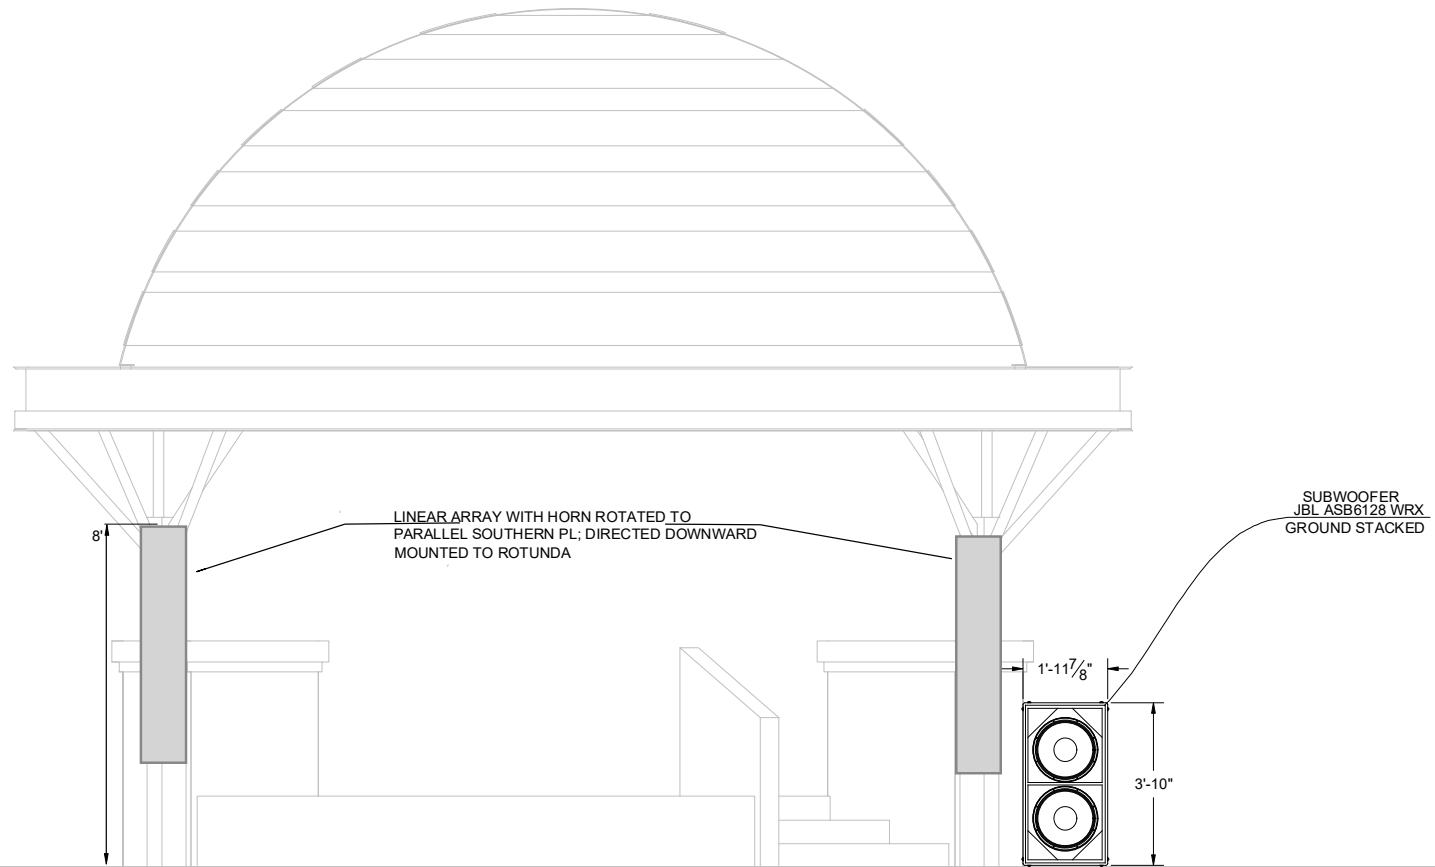 LINEAR ARRAY WITH HORN ROTATED TO
PARALLEL SOUTHERN PL; DIRECTED DOWNWARD
MOUNTED TO ROTUNDA
8'
SUBWOOFER
JBL ASB6128 WRX
GROUND STACKED
1'-11⅞"
3'-10"